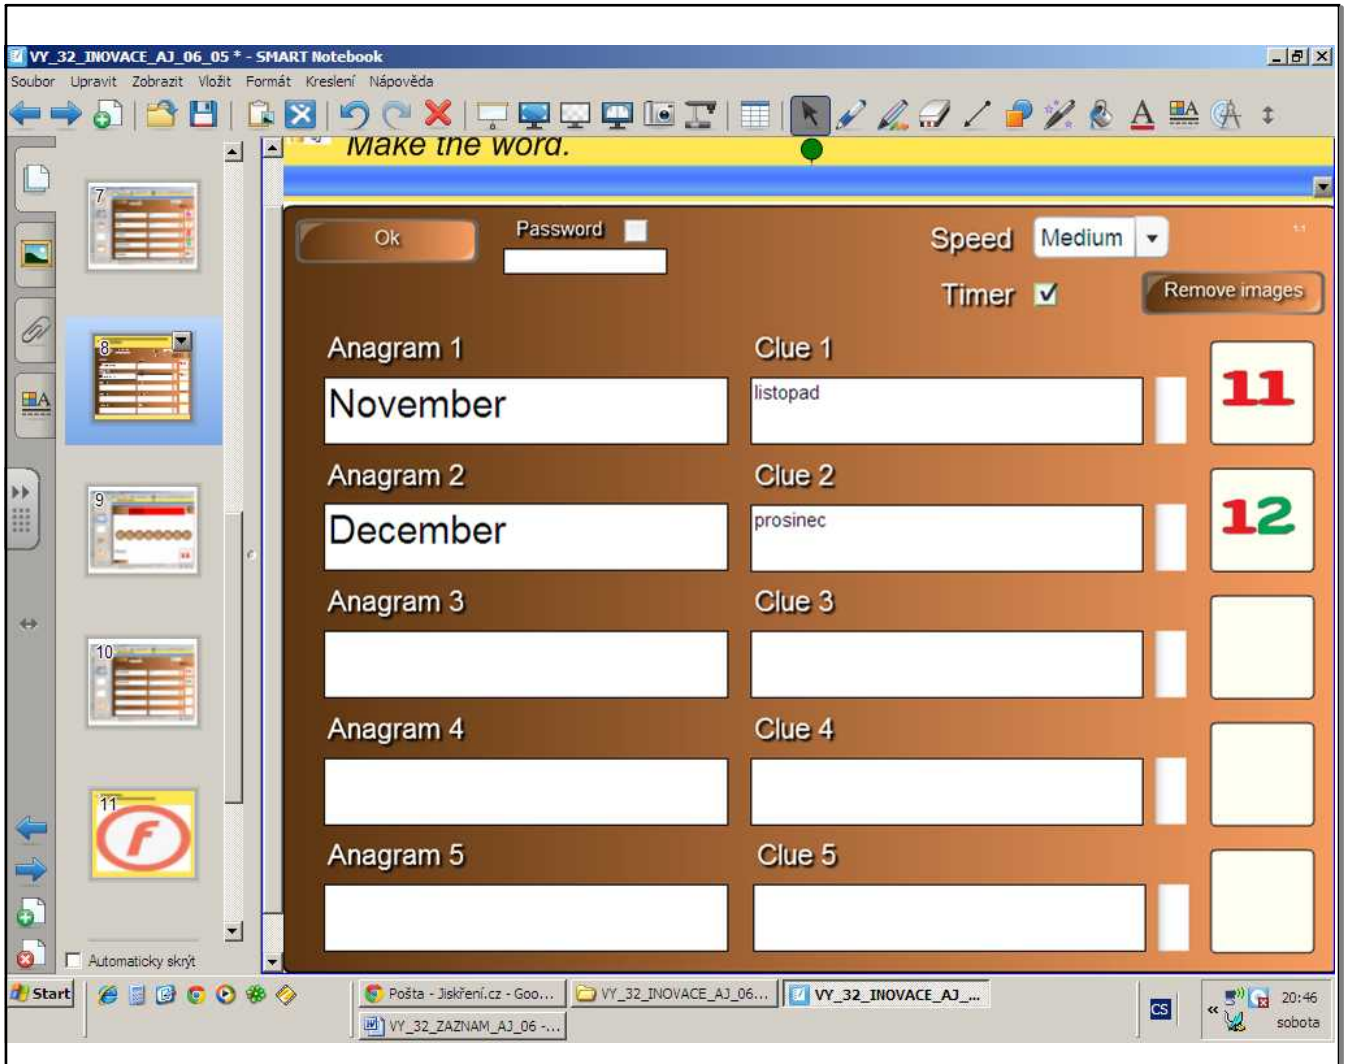 VY_32_INOVACE_AJ_06_05 * - SMART Notebook
Soubor Upravit Zobrazit Vložit Formát Kreslení Nápověda
Make the word.
Ok
Password
Speed Medium
Timer
Remove images
Anagram 1 Clue 1
November listopad 11
Anagram 2 Clue 2
December prosinec 12
Anagram 3 Clue 3
Anagram 4 Clue 4
Anagram 5 Clue 5
7
8
9
10
11
Automaticky skrýt
Start
Pošta - Jiskření.cz - Goo...
VY_32_INOVACE_AJ_06...
VY_32_INOVACE_AJ_...
VY_32_ZAZNAM_AJ_06 -...
CS
20:46
sobota